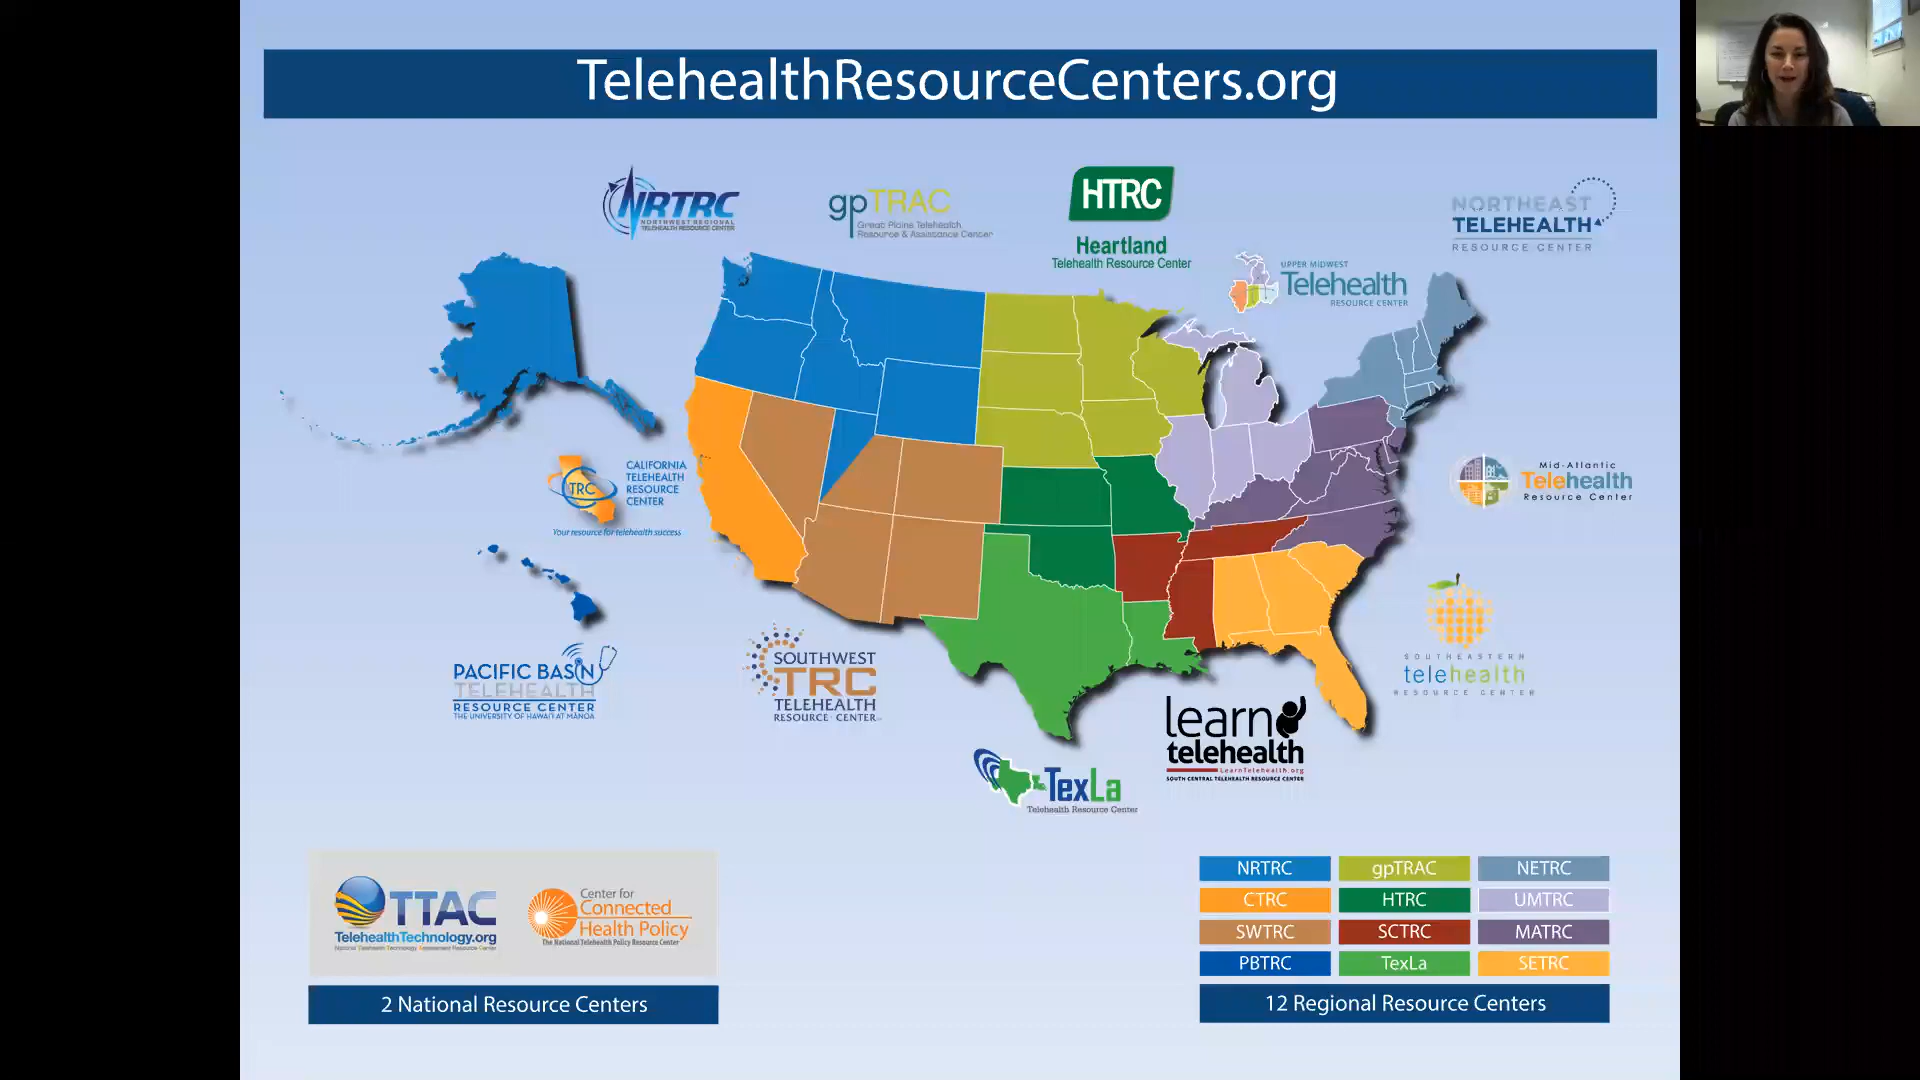 TelehealthResourceCenters.org
NRTRC
NORTHWEST REGIONAL
TELEHEALTH RESOURCE CENTER
gpTRAC
Great Plains Telehealth
Resource & Assistance Center
HTRC
Heartland
Telehealth Resource Center
UPPER MIDWEST
Telehealth
RESOURCE CENTER
NORTHEAST
TELEHEALTH
RESOURCE CENTER
TRC
CALIFORNIA
TELEHEALTH
RESOURCE
CENTER
Your resource for telehealth success
Mid-Atlantic
Telehealth
Resource Center
PACIFIC BASIN
TELEHEALTH
RESOURCE CENTER
THE UNIVERSITY OF HAWAI'I AT MĀNOA
SOUTHWEST
TRC
TELEHEALTH
RESOURCE CENTER
SOUTHEASTERN
telehealth
RESOURCE CENTER
learn
telehealth
LearnTelehealth.org
SOUTH CENTRAL TELEHEALTH RESOURCE CENTER
TexLa
Telehealth Resource Center
TTAC
TelehealthTechnology.org
National Telehealth Technology Assessment Resource Center
Center for
Connected
Health Policy
The National Telehealth Policy Resource Center
2 National Resource Centers
NRTRC gpTRAC NETRC
CTRC HTRC UMTRC
SWTRC SCTRC MATRC
PBTRC TexLa SETRC
12 Regional Resource Centers